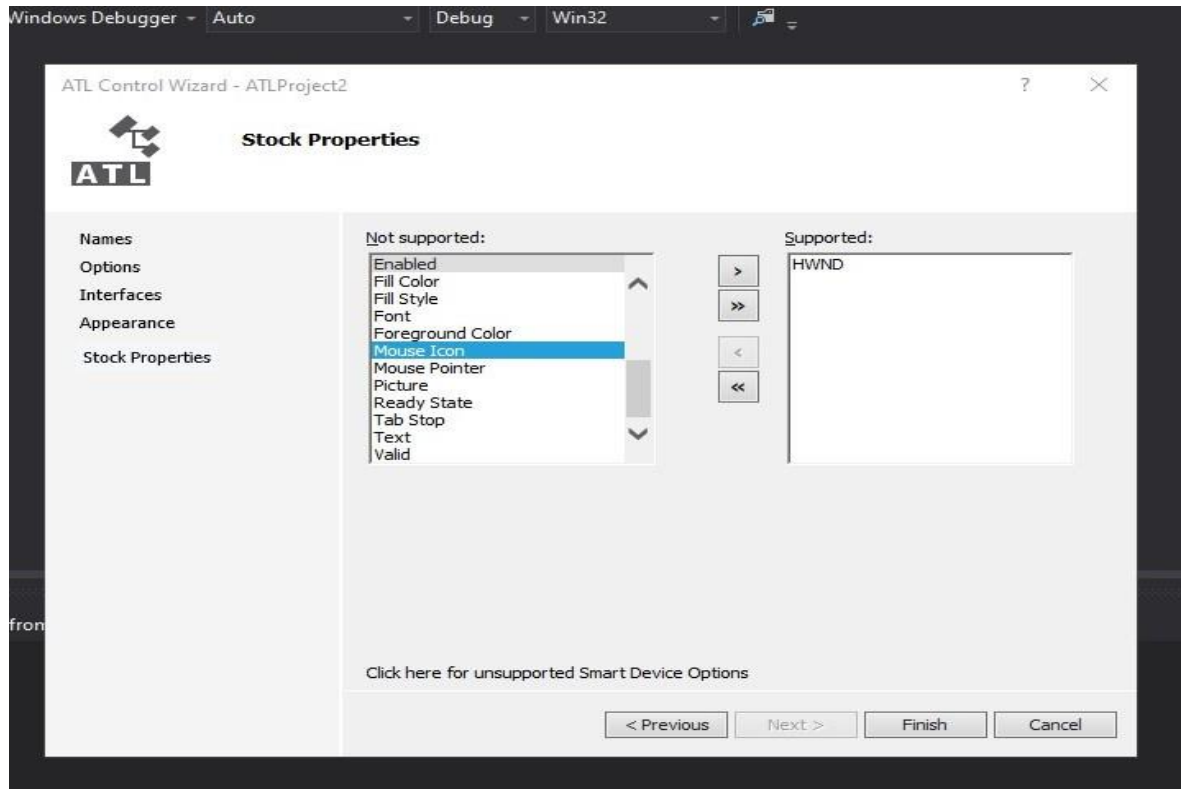 Windows Debugger Auto Debug Win32
ATL Control Wizard - ATLProject2 ?
ATL
Stock Properties
Names
Options
Interfaces
Appearance
Stock Properties
Not supported:
Enabled
Fill Color
Fill Style
Font
Foreground Color
Mouse Icon
Mouse Pointer
Picture
Ready State
Tab Stop
Text
Valid
>
>>
<
<<
Supported:
HWND
from
Click here for unsupported Smart Device Options
< Previous Next > Finish Cancel